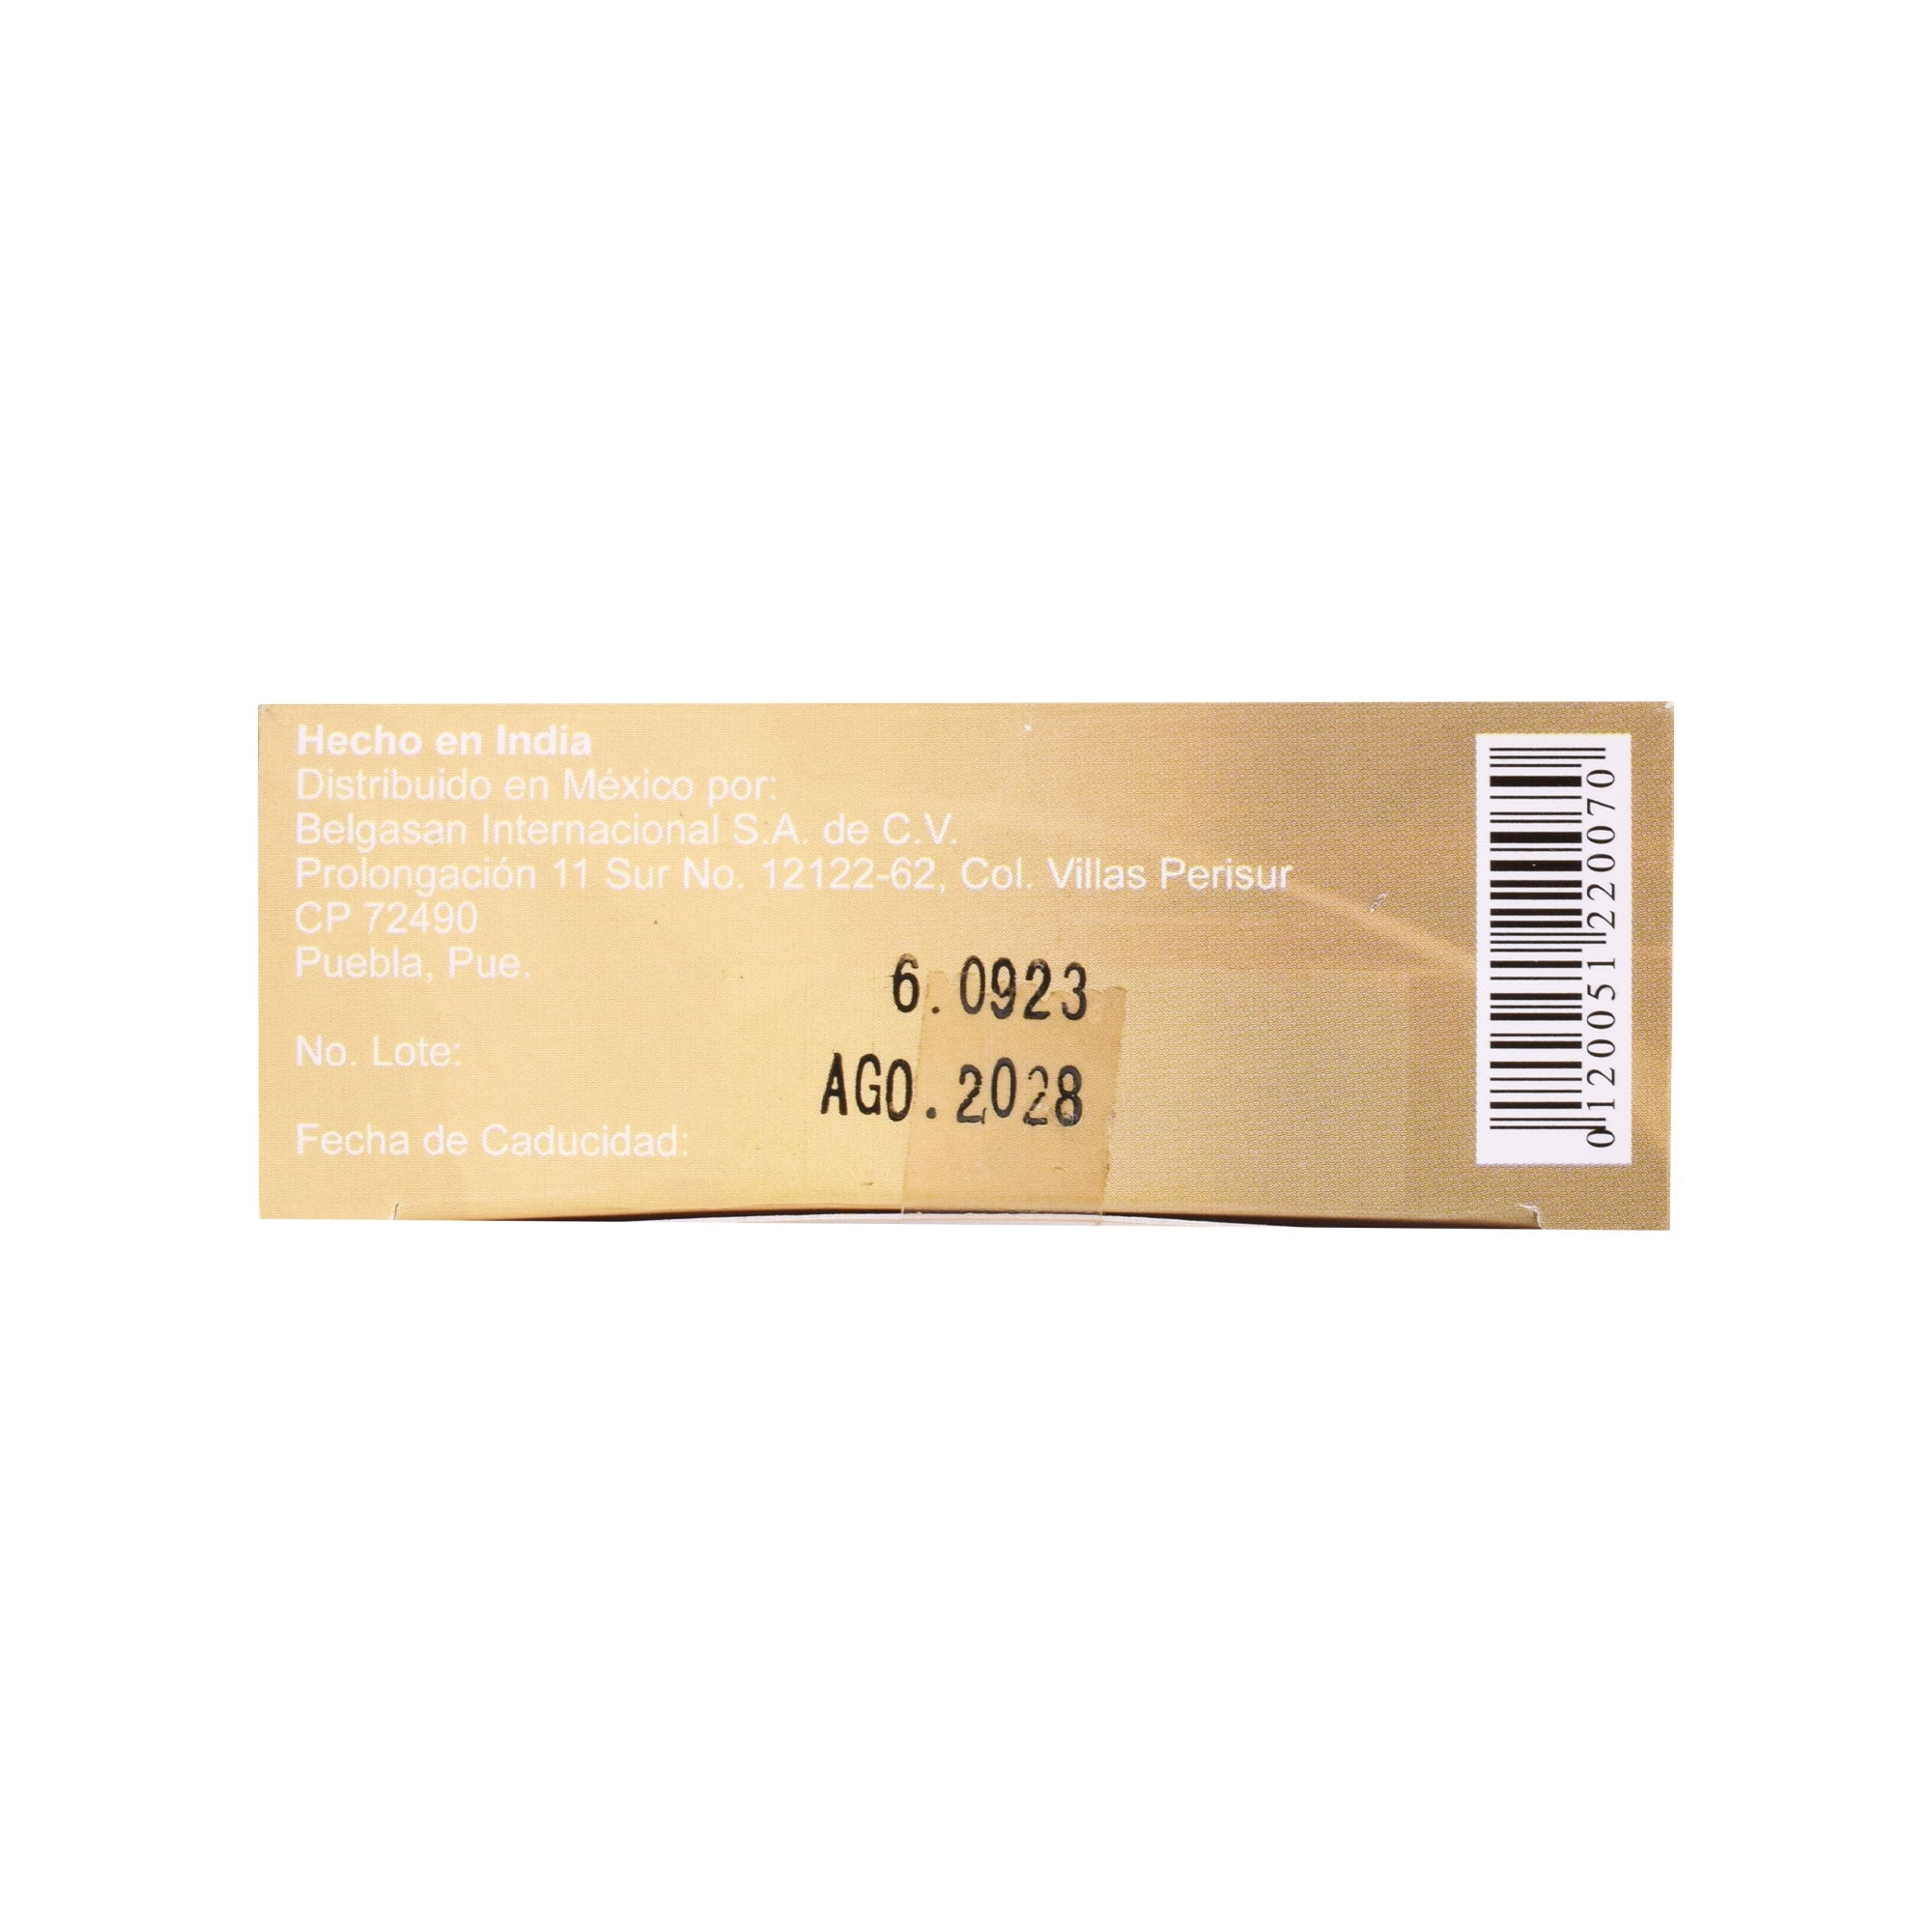 Hecho en India
Distribuido en México por:
Belgasan Internacional S.A. de C.V.
Prolongación 11 Sur No. 12122-62, Col. Villas Perisur
CP 72490
Puebla, Pue.
6.0923
No. Lote:
AGO.2028
Fecha de Caducidad:
0120051220070